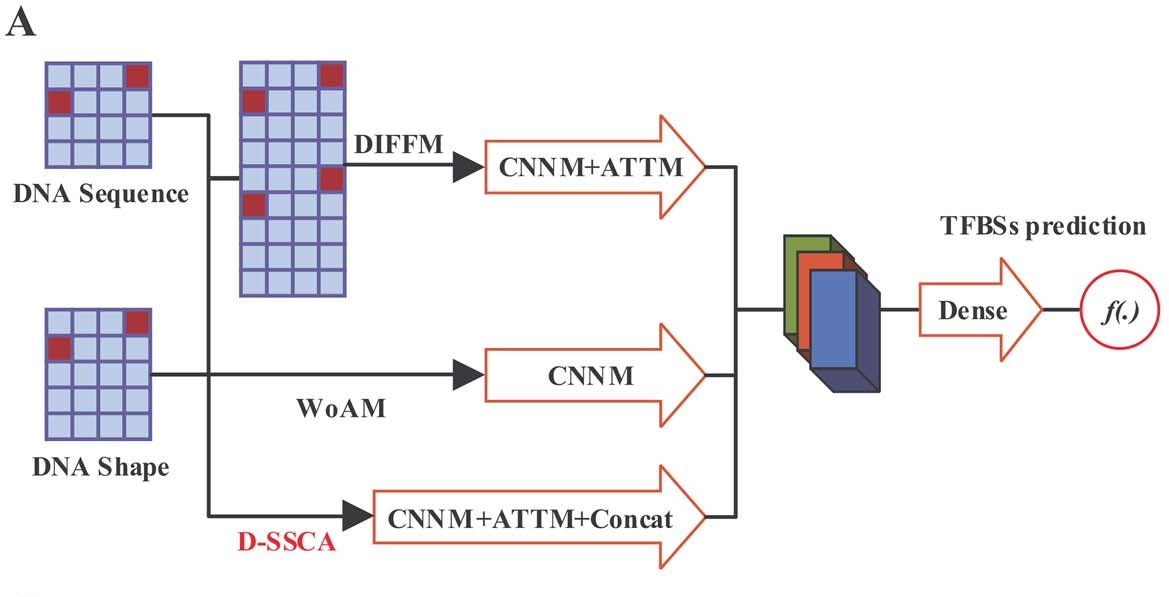 A
DNA Sequence
DIFFM
CNNM+ATTM
TFBSs prediction
Dense
f(.)
CNNM
WoAM
DNA Shape
CNNM+ATTM+Concat
D-SSCA